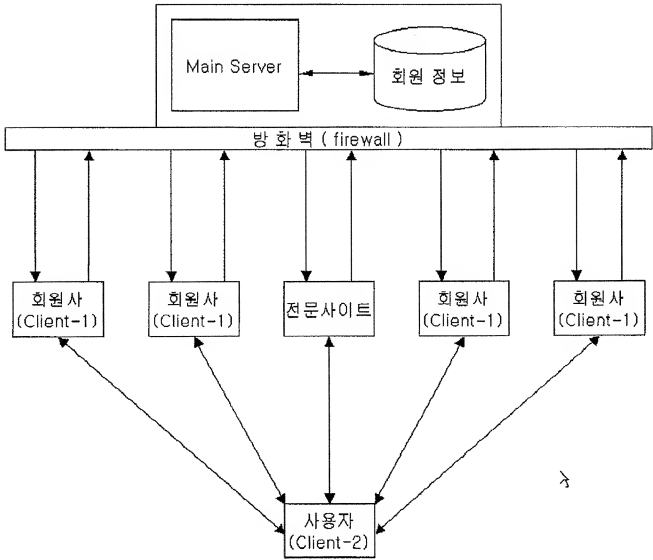 Main Server
회원 정보
방 화 벽 ( firewall )
회원사
(Client-1)
회원사
(Client-1)
전문사이트
회원사
(Client-1)
회원사
(Client-1)
사용자
(Client-2)